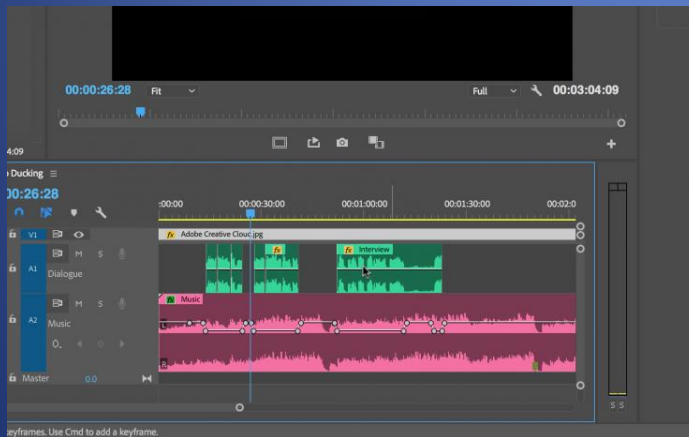 00:00:26:28 Fit Full 00:03:04:09
4:09
o Ducking
00:26:28
:00:00 00:00:30:00 00:01:00:00 00:01:30:00 00:02:0
V1 fx Adobe Creative Cloud.jpg
A1 M S fx fx Interview
Dialogue
M S fx Music
A2 Music L
0.
R
Master 0.0
S S
keyframes. Use Cmd to add a keyframe.